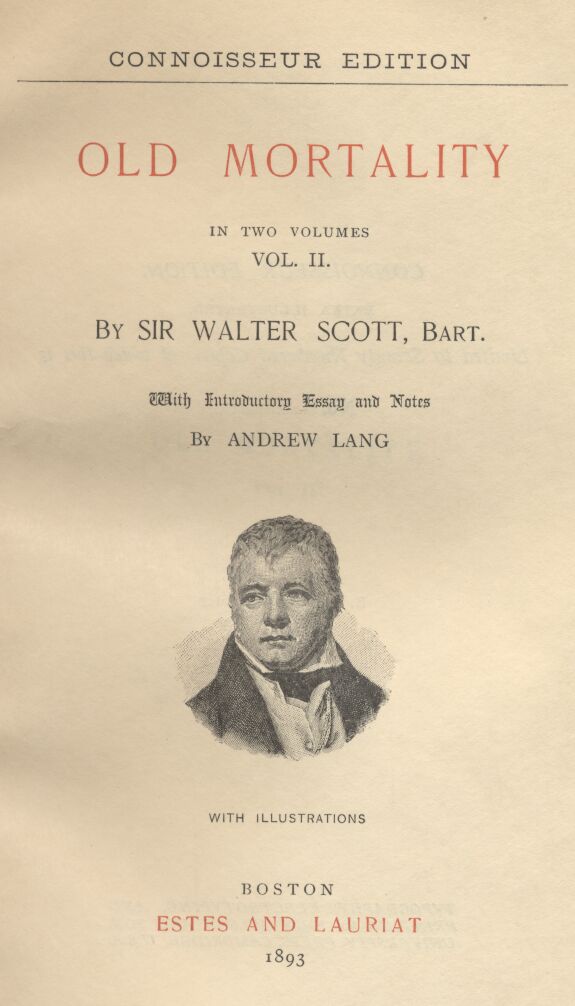 CONNOISSEUR EDITION
OLD MORTALITY
IN TWO VOLUMES
VOL. II.
By SIR WALTER SCOTT, Bart.
With Introductory Essay and Notes
By ANDREW LANG
WITH ILLUSTRATIONS
BOSTON
ESTES AND LAURIAT
1893